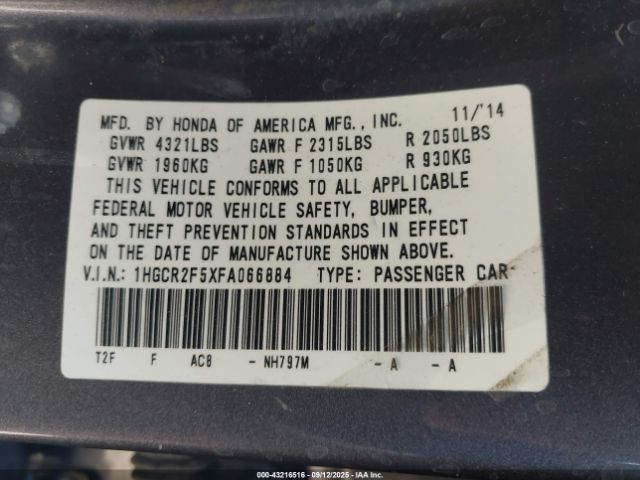 MFD. BY HONDA OF AMERICA MFG., INC. 11/'14
GVWR 4321LBS GAWR F 2315LBS R 2050LBS
GVWR 1960KG GAWR F 1050KG R 930KG
THIS VEHICLE CONFORMS TO ALL APPLICABLE
FEDERAL MOTOR VEHICLE SAFETY, BUMPER,
AND THEFT PREVENTION STANDARDS IN EFFECT
ON THE DATE OF MANUFACTURE SHOWN ABOVE.
V.I.N.: 1HGCR2F5XFA066884 TYPE: PASSENGER CAR
T2F F AC8 - NH797M - A - A
000-43216516 - 09/12/2025 - IAA Inc.